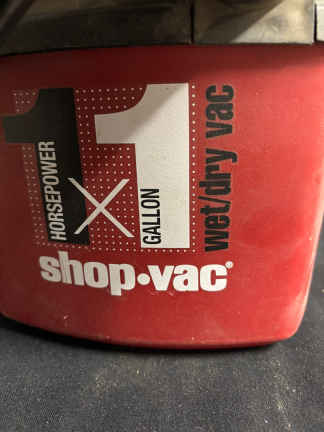 1 HORSEPOWER
X
1 GALLON
wet/dry vac
shop•vac®